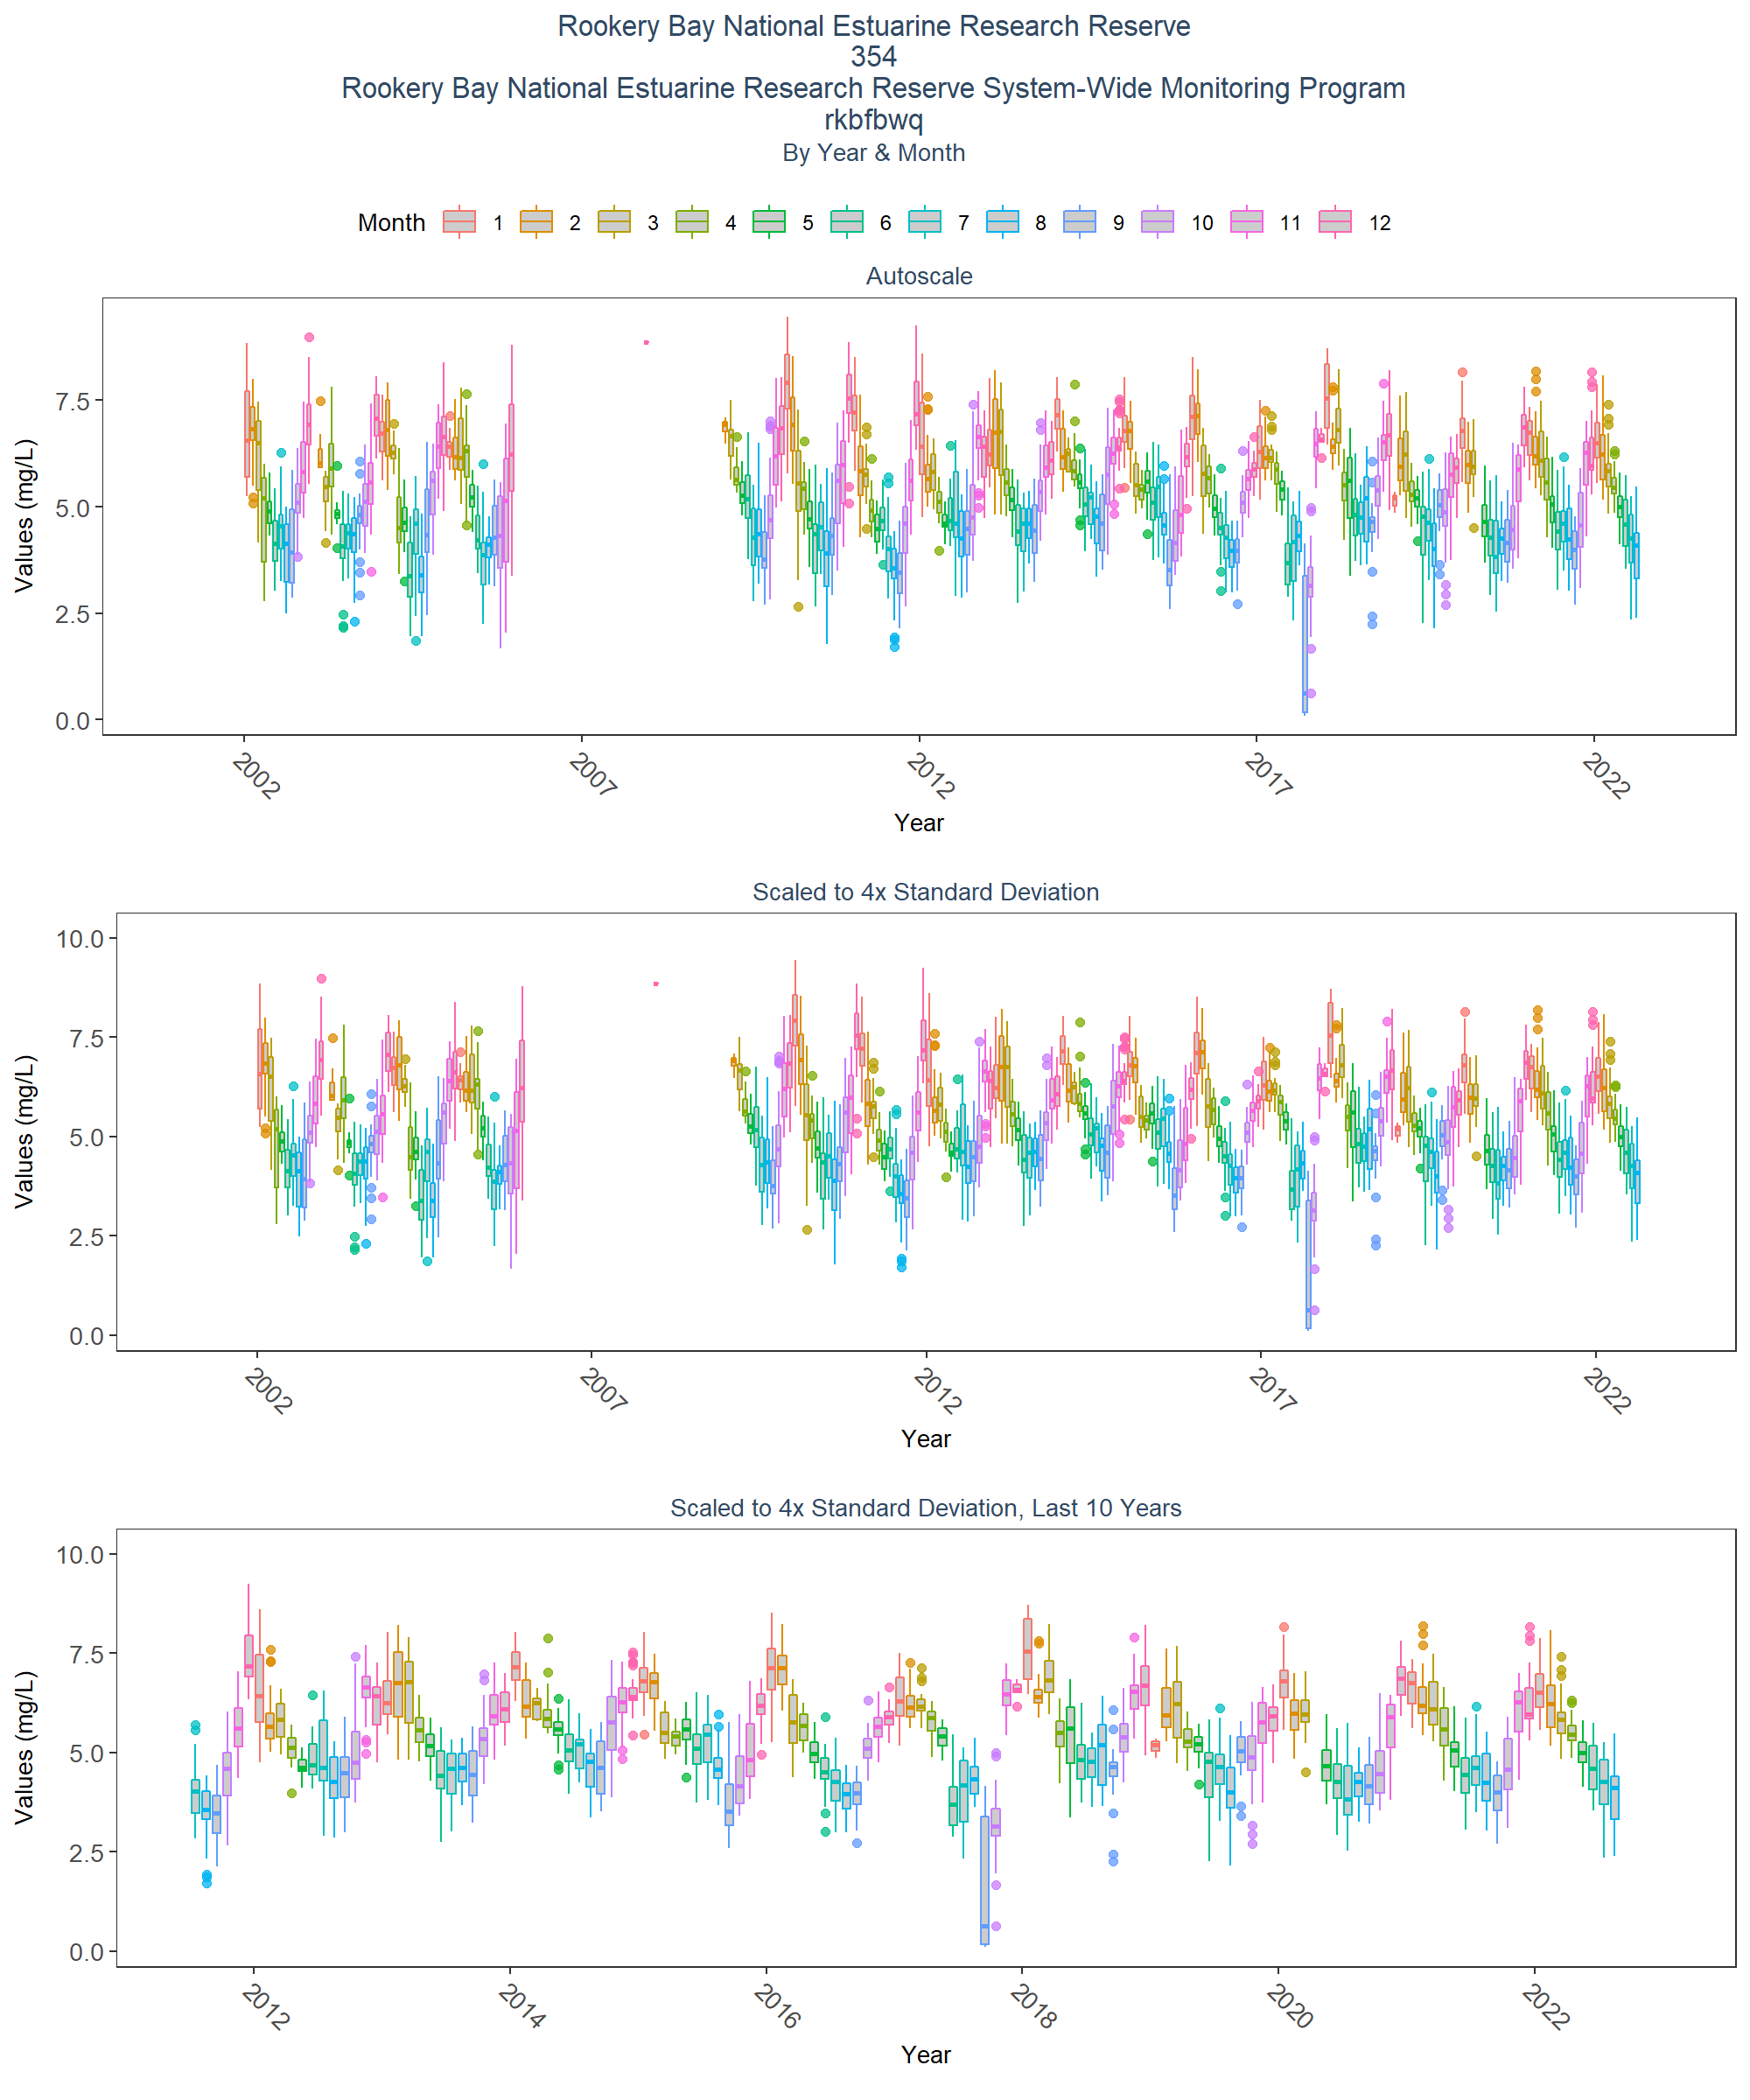 Rookery Bay National Estuarine Research Reserve
354
Rookery Bay National Estuarine Research Reserve System-Wide Monitoring Program
rkbfbwq
By Year & Month
Month 1 2 3 4 5 6 7 8 9 10 11 12
Autoscale
Values (mg/L)
7.5
5.0
2.5
0.0
2002 2007 2012 2017 2022
Year
Scaled to 4x Standard Deviation
Values (mg/L)
10.0
7.5
5.0
2.5
0.0
2002 2007 2012 2017 2022
Year
Scaled to 4x Standard Deviation, Last 10 Years
Values (mg/L)
10.0
7.5
5.0
2.5
0.0
2012 2014 2016 2018 2020 2022
Year